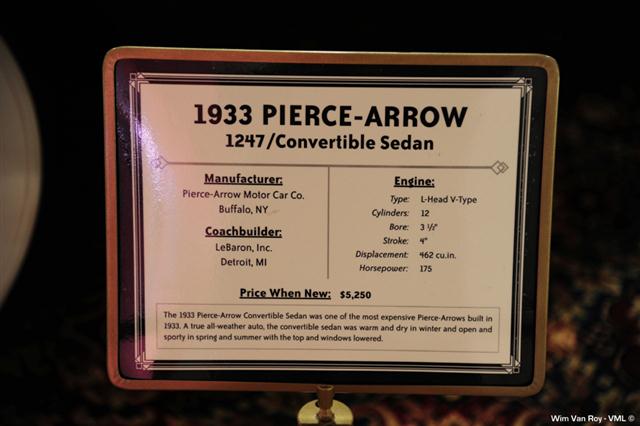 1933 PIERCE-ARROW
1247/Convertible Sedan
Manufacturer:
Pierce-Arrow Motor Car Co.
Buffalo, NY
Coachbuilder:
LeBaron, Inc.
Detroit, MI
Engine:
Type: L-Head V-Type
Cylinders: 12
Bore: 3 ½"
Stroke: 4"
Displacement: 462 cu.in.
Horsepower: 175
Price When New: $5,250
The 1933 Pierce-Arrow Convertible Sedan was one of the most expensive Pierce-Arrows built in
1933. A true all-weather auto, the convertible sedan was warm and dry in winter and open and
sporty in spring and summer with the top and windows lowered.
Wim Van Roy - VML ©